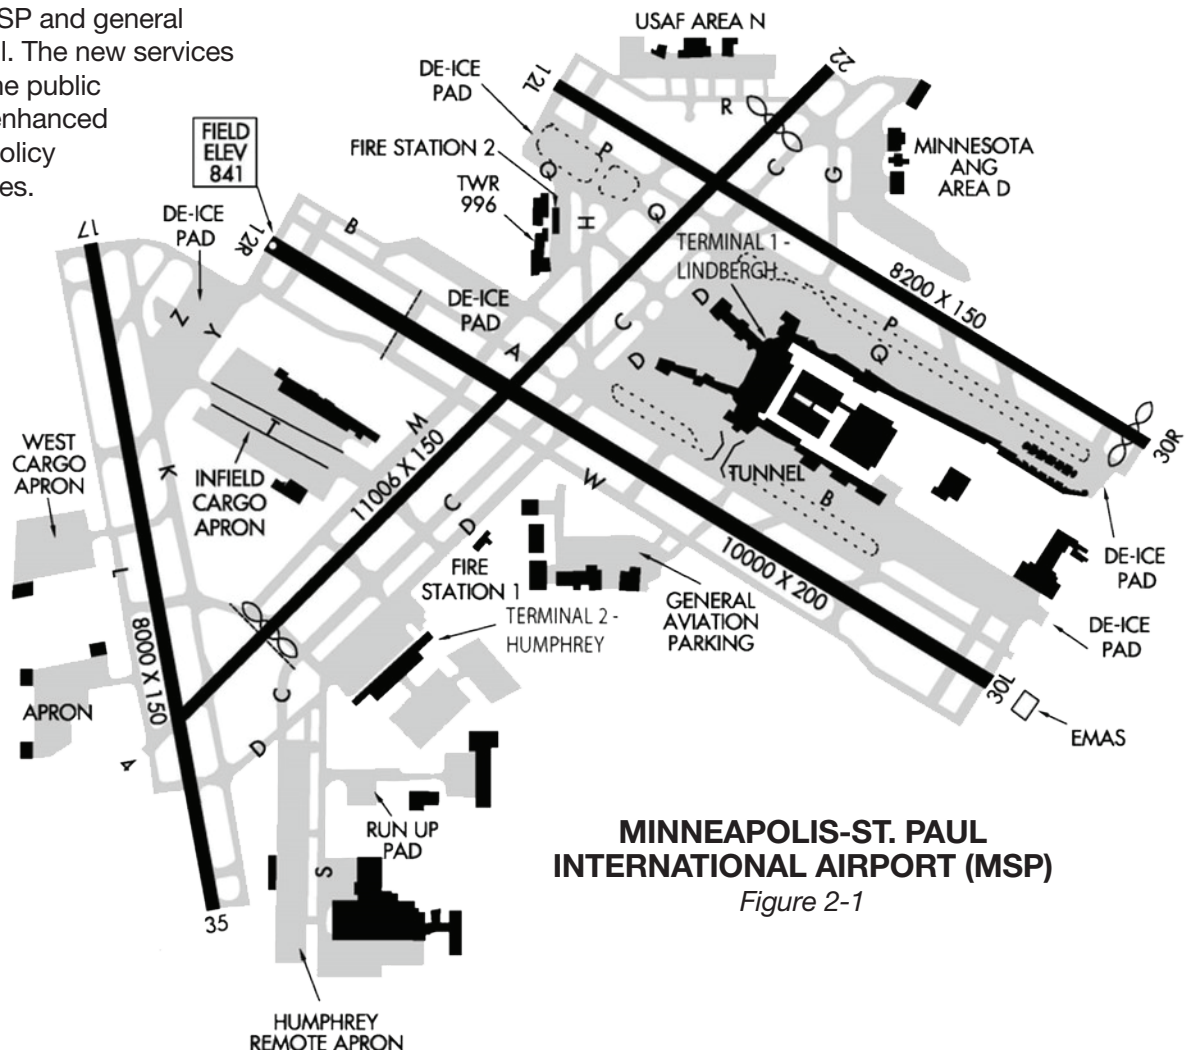 SP and general
l. The new services
ne public
enhanced
olicy
es.
USAF AREA N
DE-ICE
PAD
12L
22
R
FIELD
ELEV
841
FIRE STATION 2
P
C
G
MINNESOTA
ANG
AREA D
TWR
996
Q
H
Q
17
DE-ICE
PAD
12R
B
TERMINAL 1 -
LINDBERGH
8200 X 150
DE-ICE
PAD
D
C
P
Q
Z
Y
A
D
M
30R
WEST
CARGO
APRON
K
T
INFIELD
CARGO
APRON
11006 X 150
C
D
W
TUNNEL
B
L
FIRE
STATION 1
10000 X 200
DE-ICE
PAD
GENERAL
AVIATION
PARKING
TERMINAL 2 -
HUMPHREY
DE-ICE
PAD
8000 X 150
APRON
C
D
4
30L
EMAS
RUN UP
PAD
S
35
HUMPHREY
REMOTE APRON
MINNEAPOLIS-ST. PAUL
INTERNATIONAL AIRPORT (MSP)
Figure 2-1